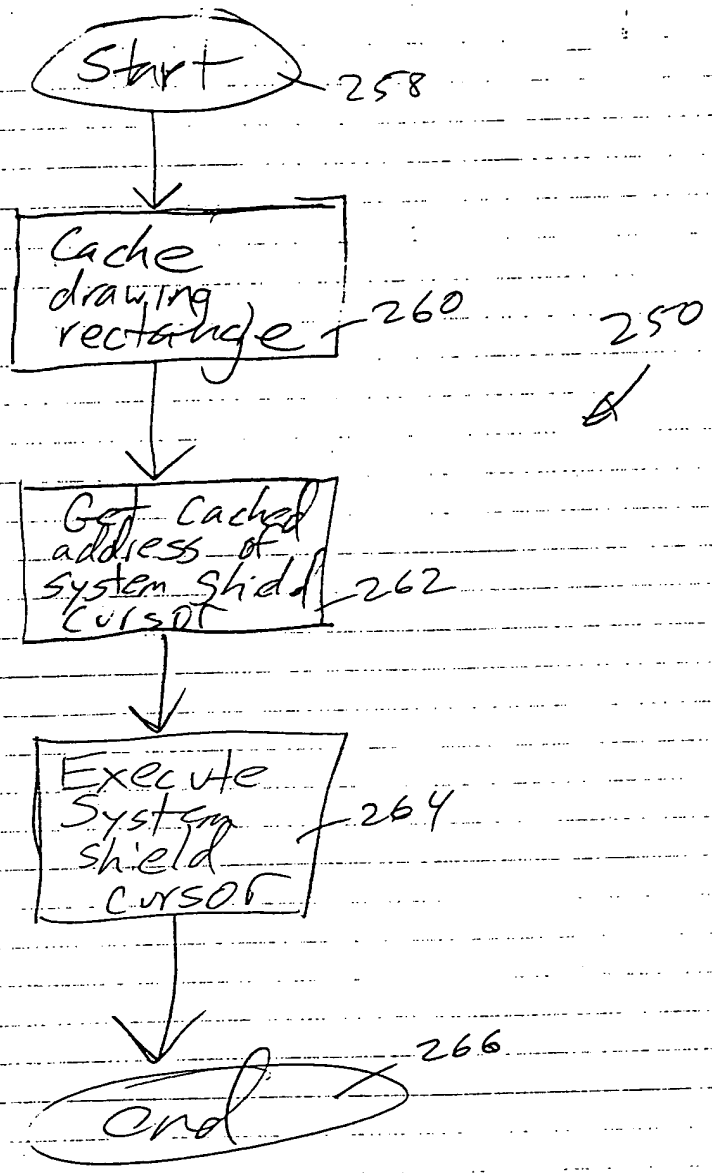 Start
258
Cache
drawing
rectangle
260
250
Get Cached
address of
system shield
cursor
262
Execute
System
shield
cursor
264
266
end